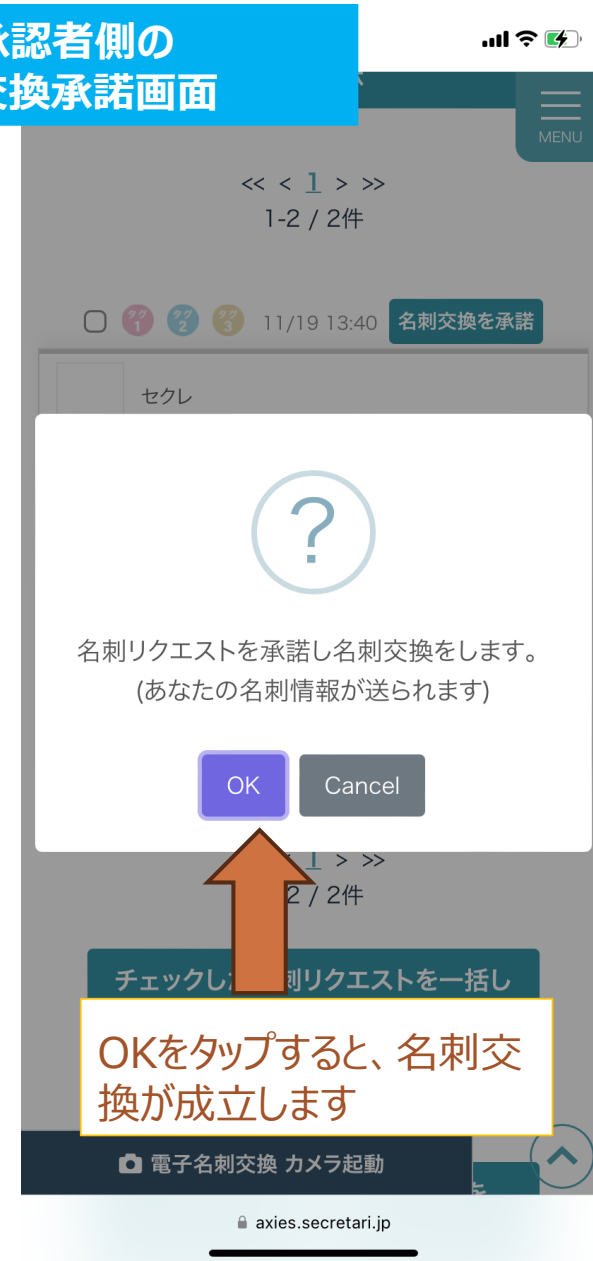 認者側の
換承諾画面
MENU
<< < 1 > >>
1-2 / 2件
タグ1 タグ2 タグ3 11/19 13:40 名刺交換を承諾
セクレ
?
名刺リクエストを承諾し名刺交換をします。
(あなたの名刺情報が送られます)
OK Cancel
1 > >>
2 / 2件
チェックし リクエストを一括し
OKをタップすると、名刺交
換が成立します
電子名刺交換 カメラ起動
axies.secretari.jp